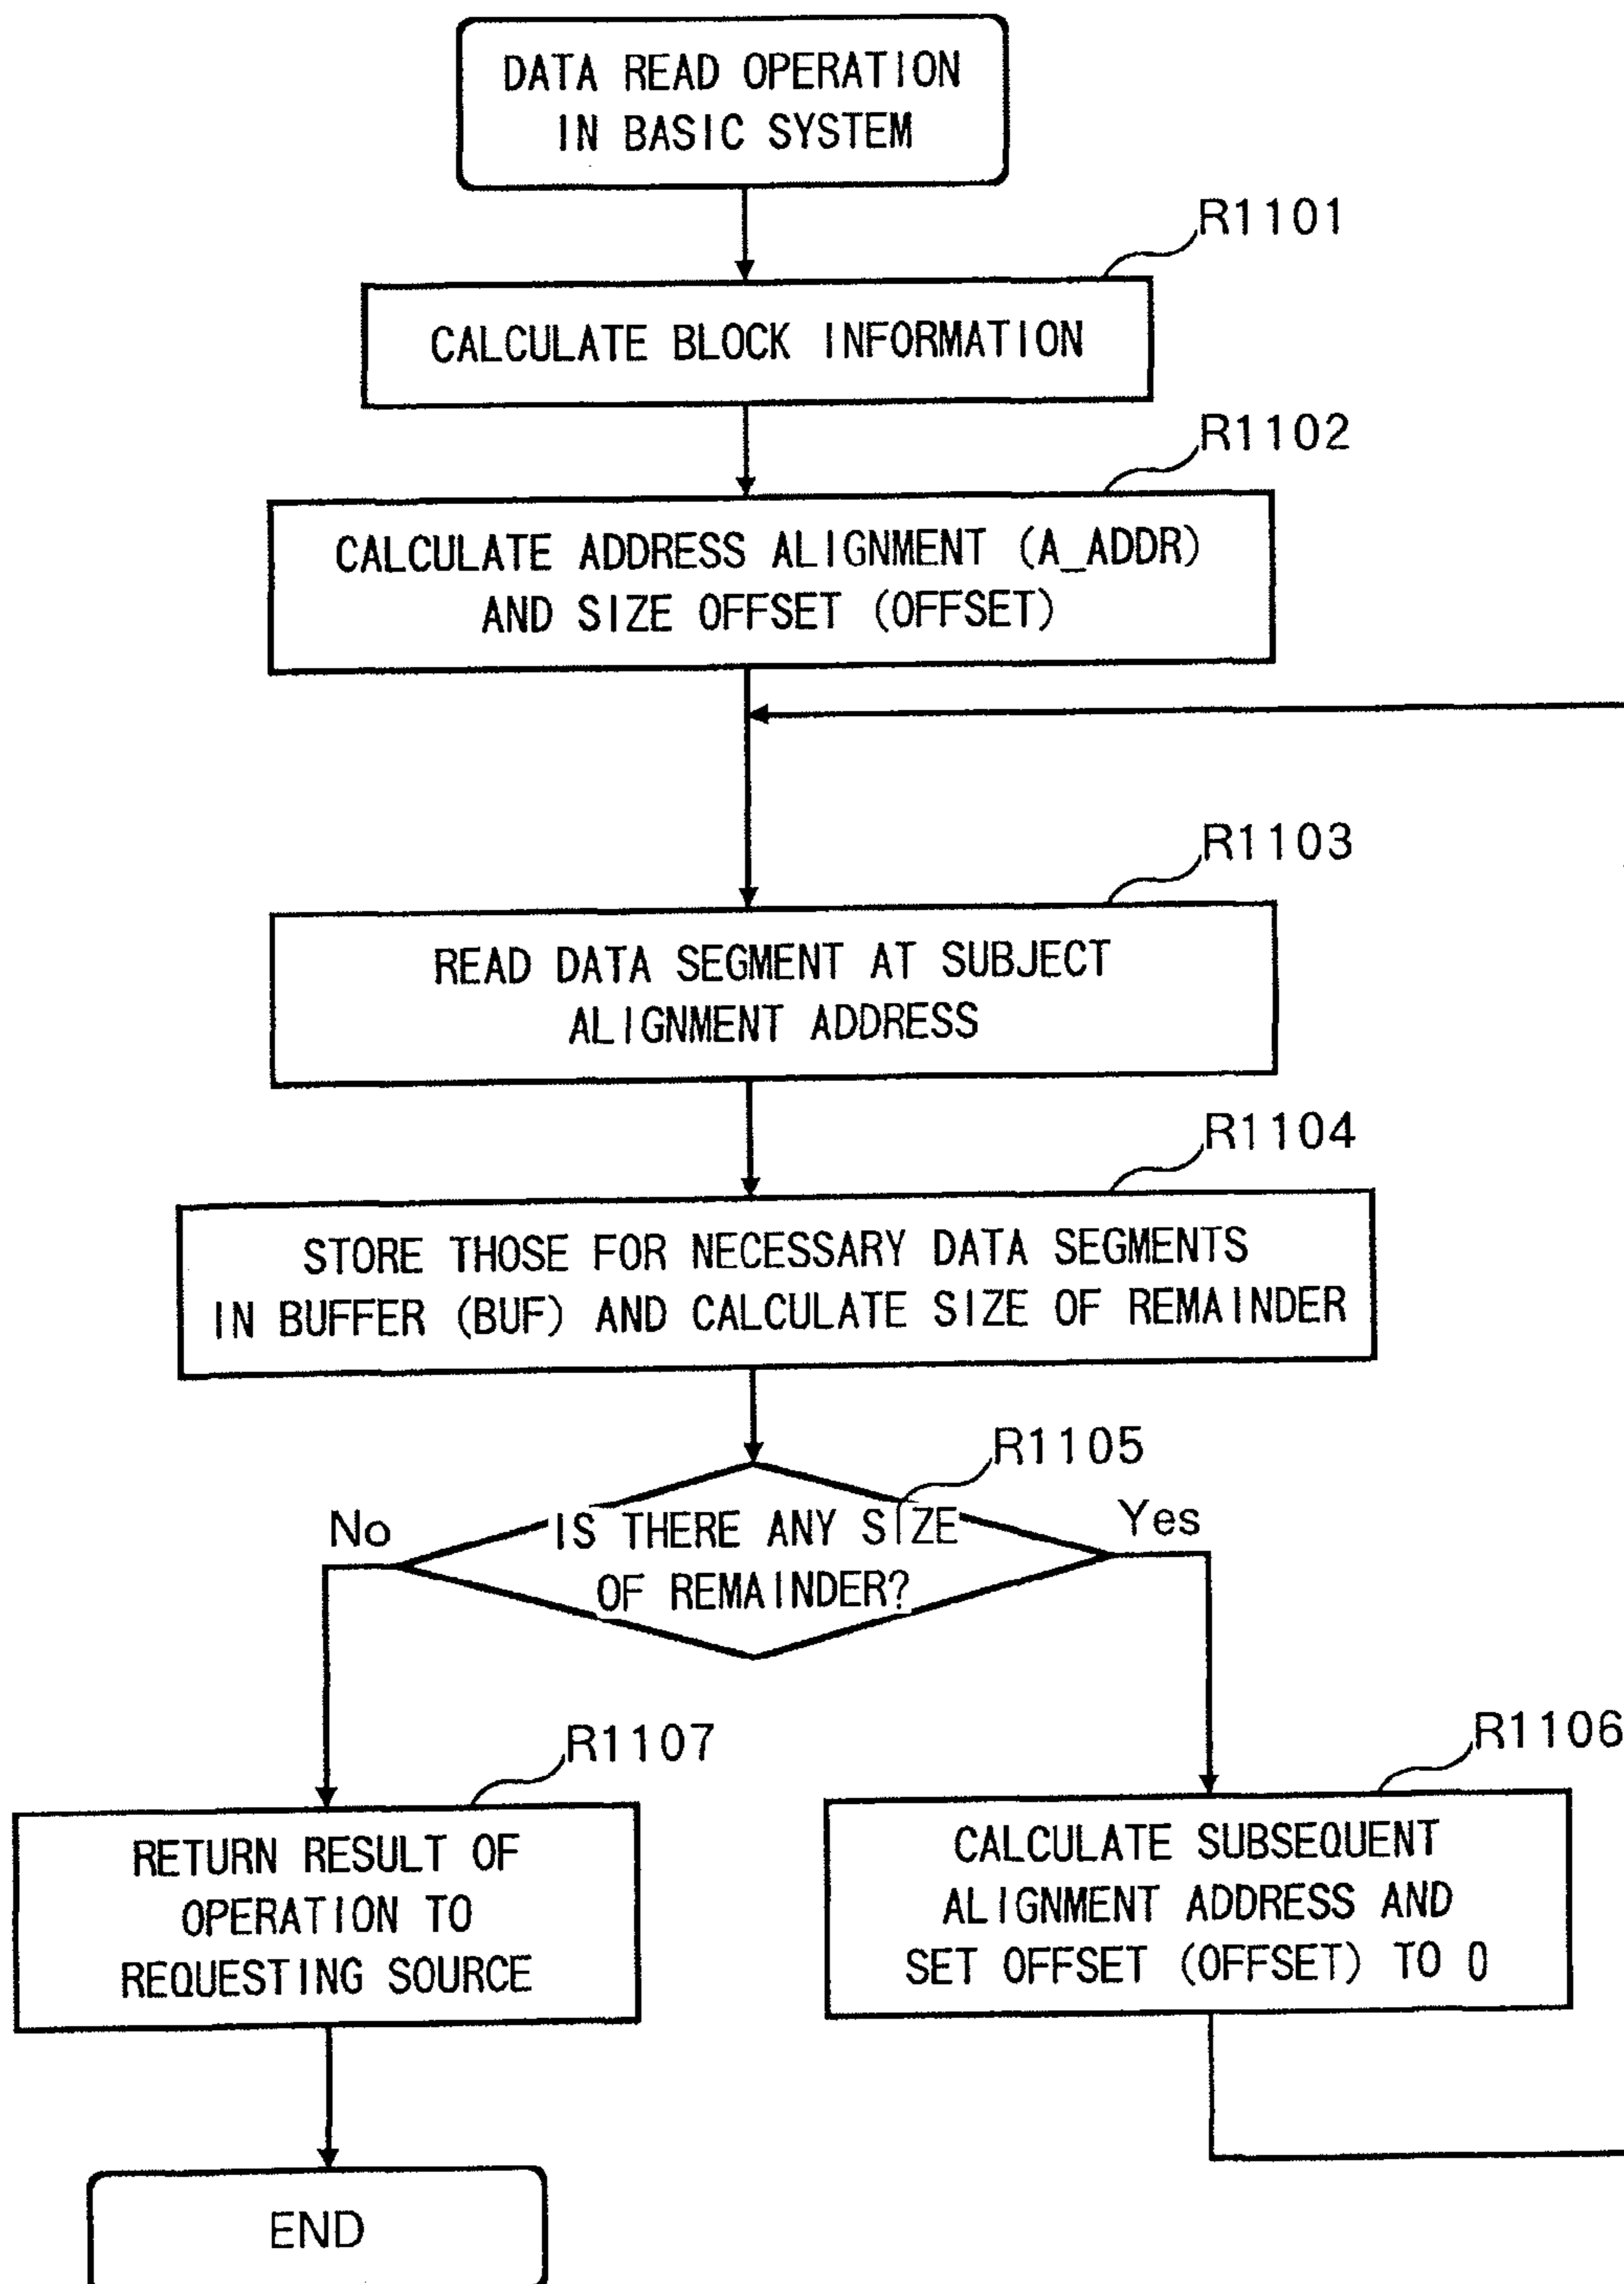 DATA READ OPERATION
IN BASIC SYSTEM
R1101
CALCULATE BLOCK INFORMATION
R1102
CALCULATE ADDRESS ALIGNMENT (A_ADDR)
AND SIZE OFFSET (OFFSET)
R1103
READ DATA SEGMENT AT SUBJECT
ALIGNMENT ADDRESS
R1104
STORE THOSE FOR NECESSARY DATA SEGMENTS
IN BUFFER (BUF) AND CALCULATE SIZE OF REMAINDER
R1105
No
IS THERE ANY SIZE
OF REMAINDER?
Yes
R1107
RETURN RESULT OF
OPERATION TO
REQUESTING SOURCE
R1106
CALCULATE SUBSEQUENT
ALIGNMENT ADDRESS AND
SET OFFSET (OFFSET) TO 0
END